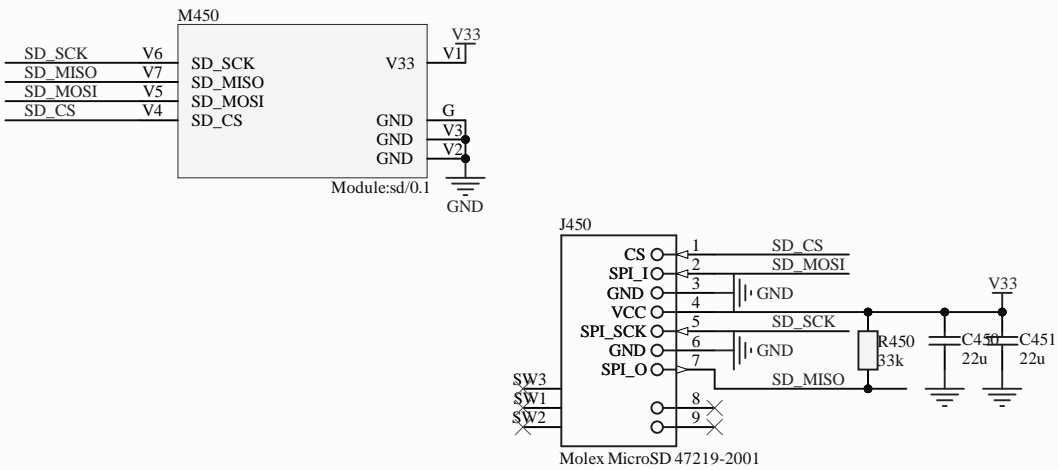 M450
V33
SD_SCK V6 SD_SCK V33 V1
SD_MISO V7 SD_MISO
SD_MOSI V5 SD_MOSI
SD_CS V4 SD_CS GND G
GND V3
GND V2
Module:sd/0.1
GND
J450
CS 1 SD_CS
SPI_I 2 SD_MOSI
GND 3 GND
VCC 4 V33
SPI_SCK 5 SD_SCK
GND 6 GND
SPI_O 7 SD_MISO
R450 C450 C451
33k 22u 22u
SW3
SW1 8
SW2 9
Molex MicroSD 47219-2001